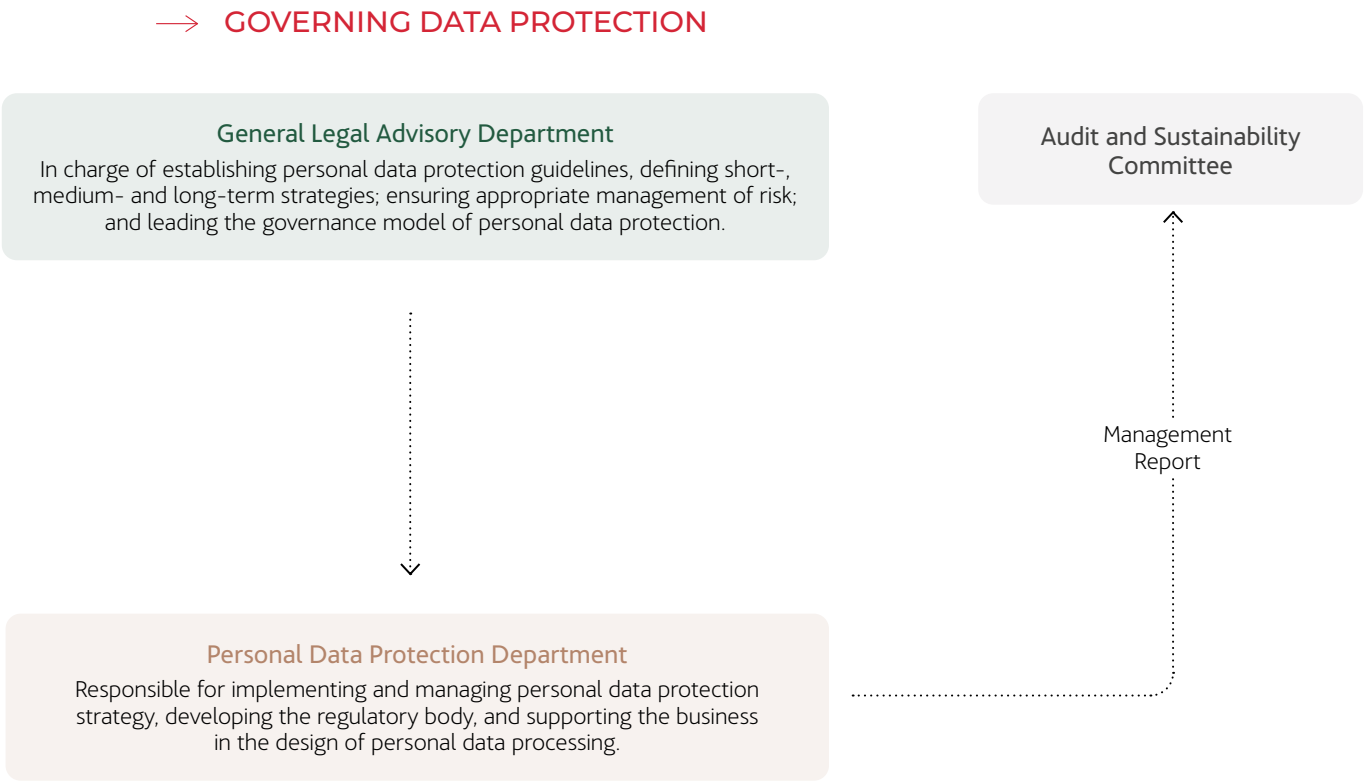 GOVERNING DATA PROTECTION
General Legal Advisory Department
In charge of establishing personal data protection guidelines, defining short-,
medium- and long-term strategies; ensuring appropriate management of risk;
and leading the governance model of personal data protection.
Audit and Sustainability
Committee
Management
Report
Personal Data Protection Department
Responsible for implementing and managing personal data protection
strategy, developing the regulatory body, and supporting the business
in the design of personal data processing.